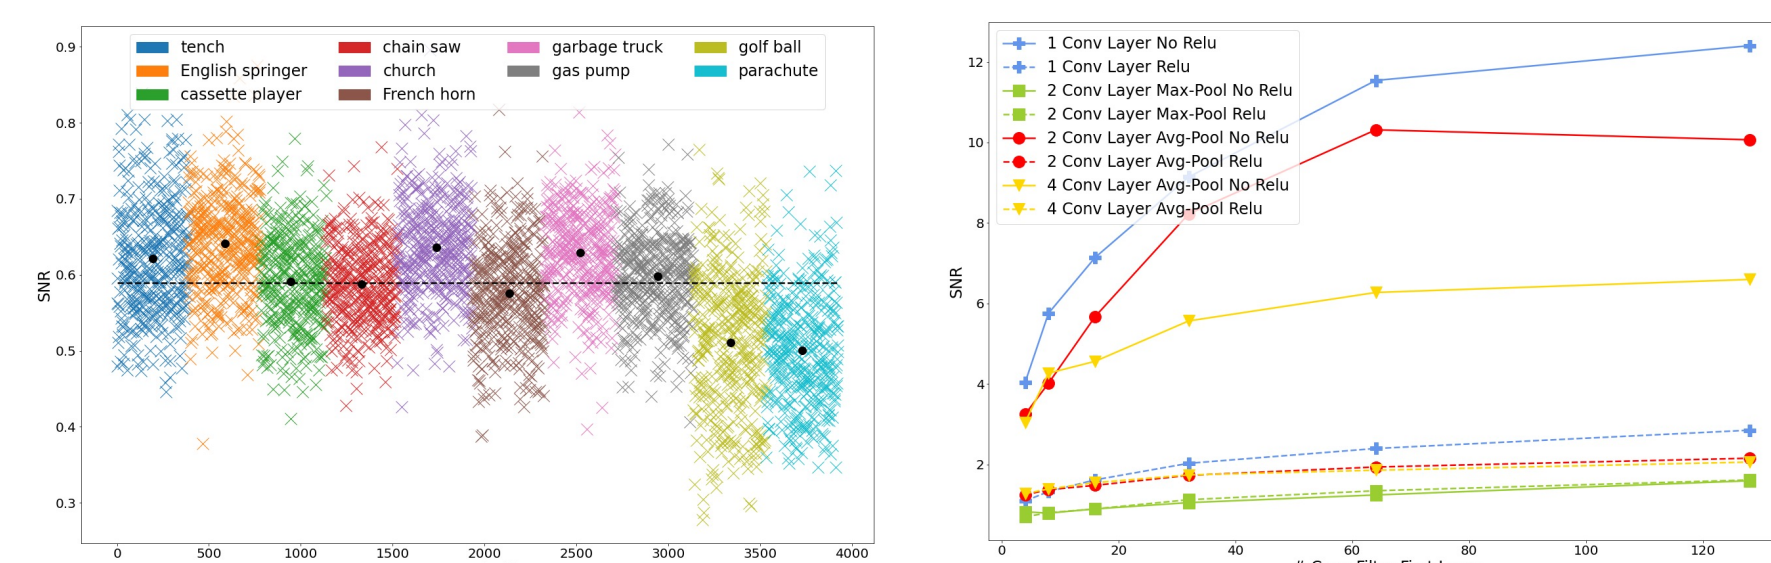 0.9
0.8
0.7
0.6
0.5
0.4
0.3
SNR
tench
English springer
cassette player
chain saw
church
French horn
garbage truck
gas pump
golf ball
parachute
0 500 1000 1500 2000 2500 3000 3500 4000
12
10
8
6
4
2
SNR
1 Conv Layer No Relu
1 Conv Layer Relu
2 Conv Layer Max-Pool No Relu
2 Conv Layer Max-Pool Relu
2 Conv Layer Avg-Pool No Relu
2 Conv Layer Avg-Pool Relu
4 Conv Layer Avg-Pool No Relu
4 Conv Layer Avg-Pool Relu
0 20 40 60 80 100 120